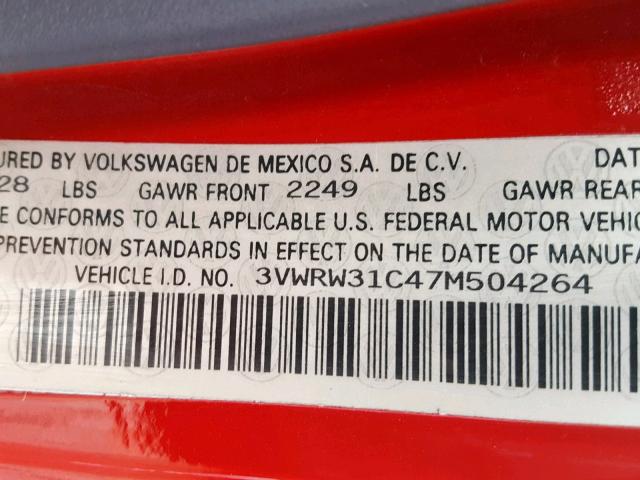 URED BY VOLKSWAGEN DE MEXICO S.A. DE C.V. DAT
28 LBS GAWR FRONT 2249 LBS GAWR REAR
E CONFORMS TO ALL APPLICABLE U.S. FEDERAL MOTOR VEHIC
PREVENTION STANDARDS IN EFFECT ON THE DATE OF MANUFA
VEHICLE I.D. NO. 3VWRW31C47M504264